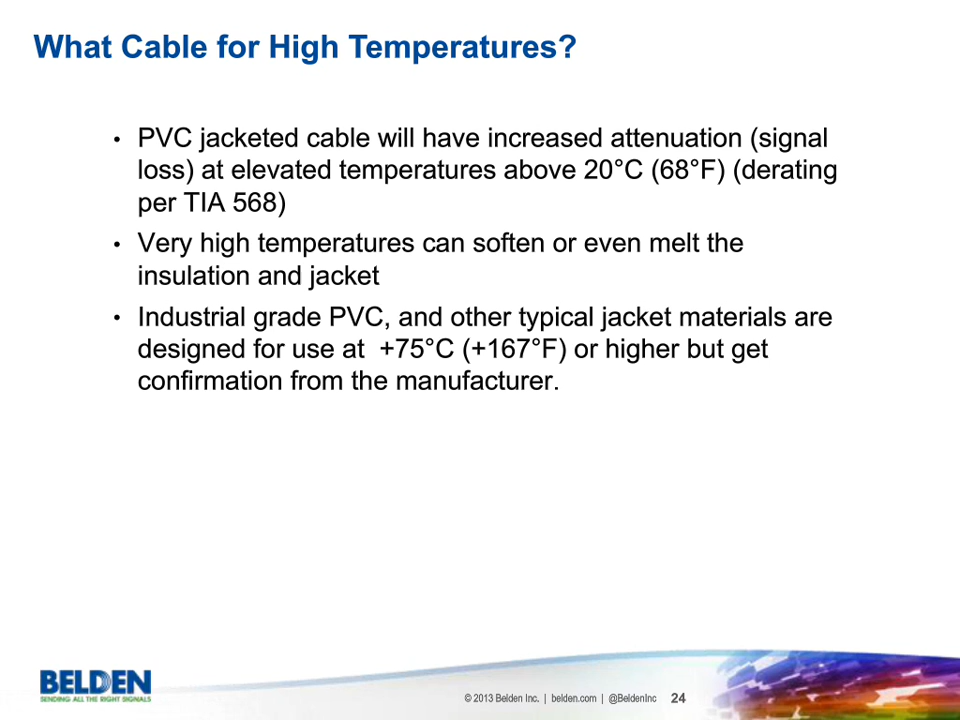 What Cable for High Temperatures?
• PVC jacketed cable will have increased attenuation (signal
loss) at elevated temperatures above 20°C (68°F) (derating
per TIA 568)
• Very high temperatures can soften or even melt the
insulation and jacket
• Industrial grade PVC, and other typical jacket materials are
designed for use at  +75°C (+167°F) or higher but get
confirmation from the manufacturer.
BELDEN
SENDING ALL THE RIGHT SIGNALS
© 2013 Belden Inc. | belden.com | @BeldenInc 24